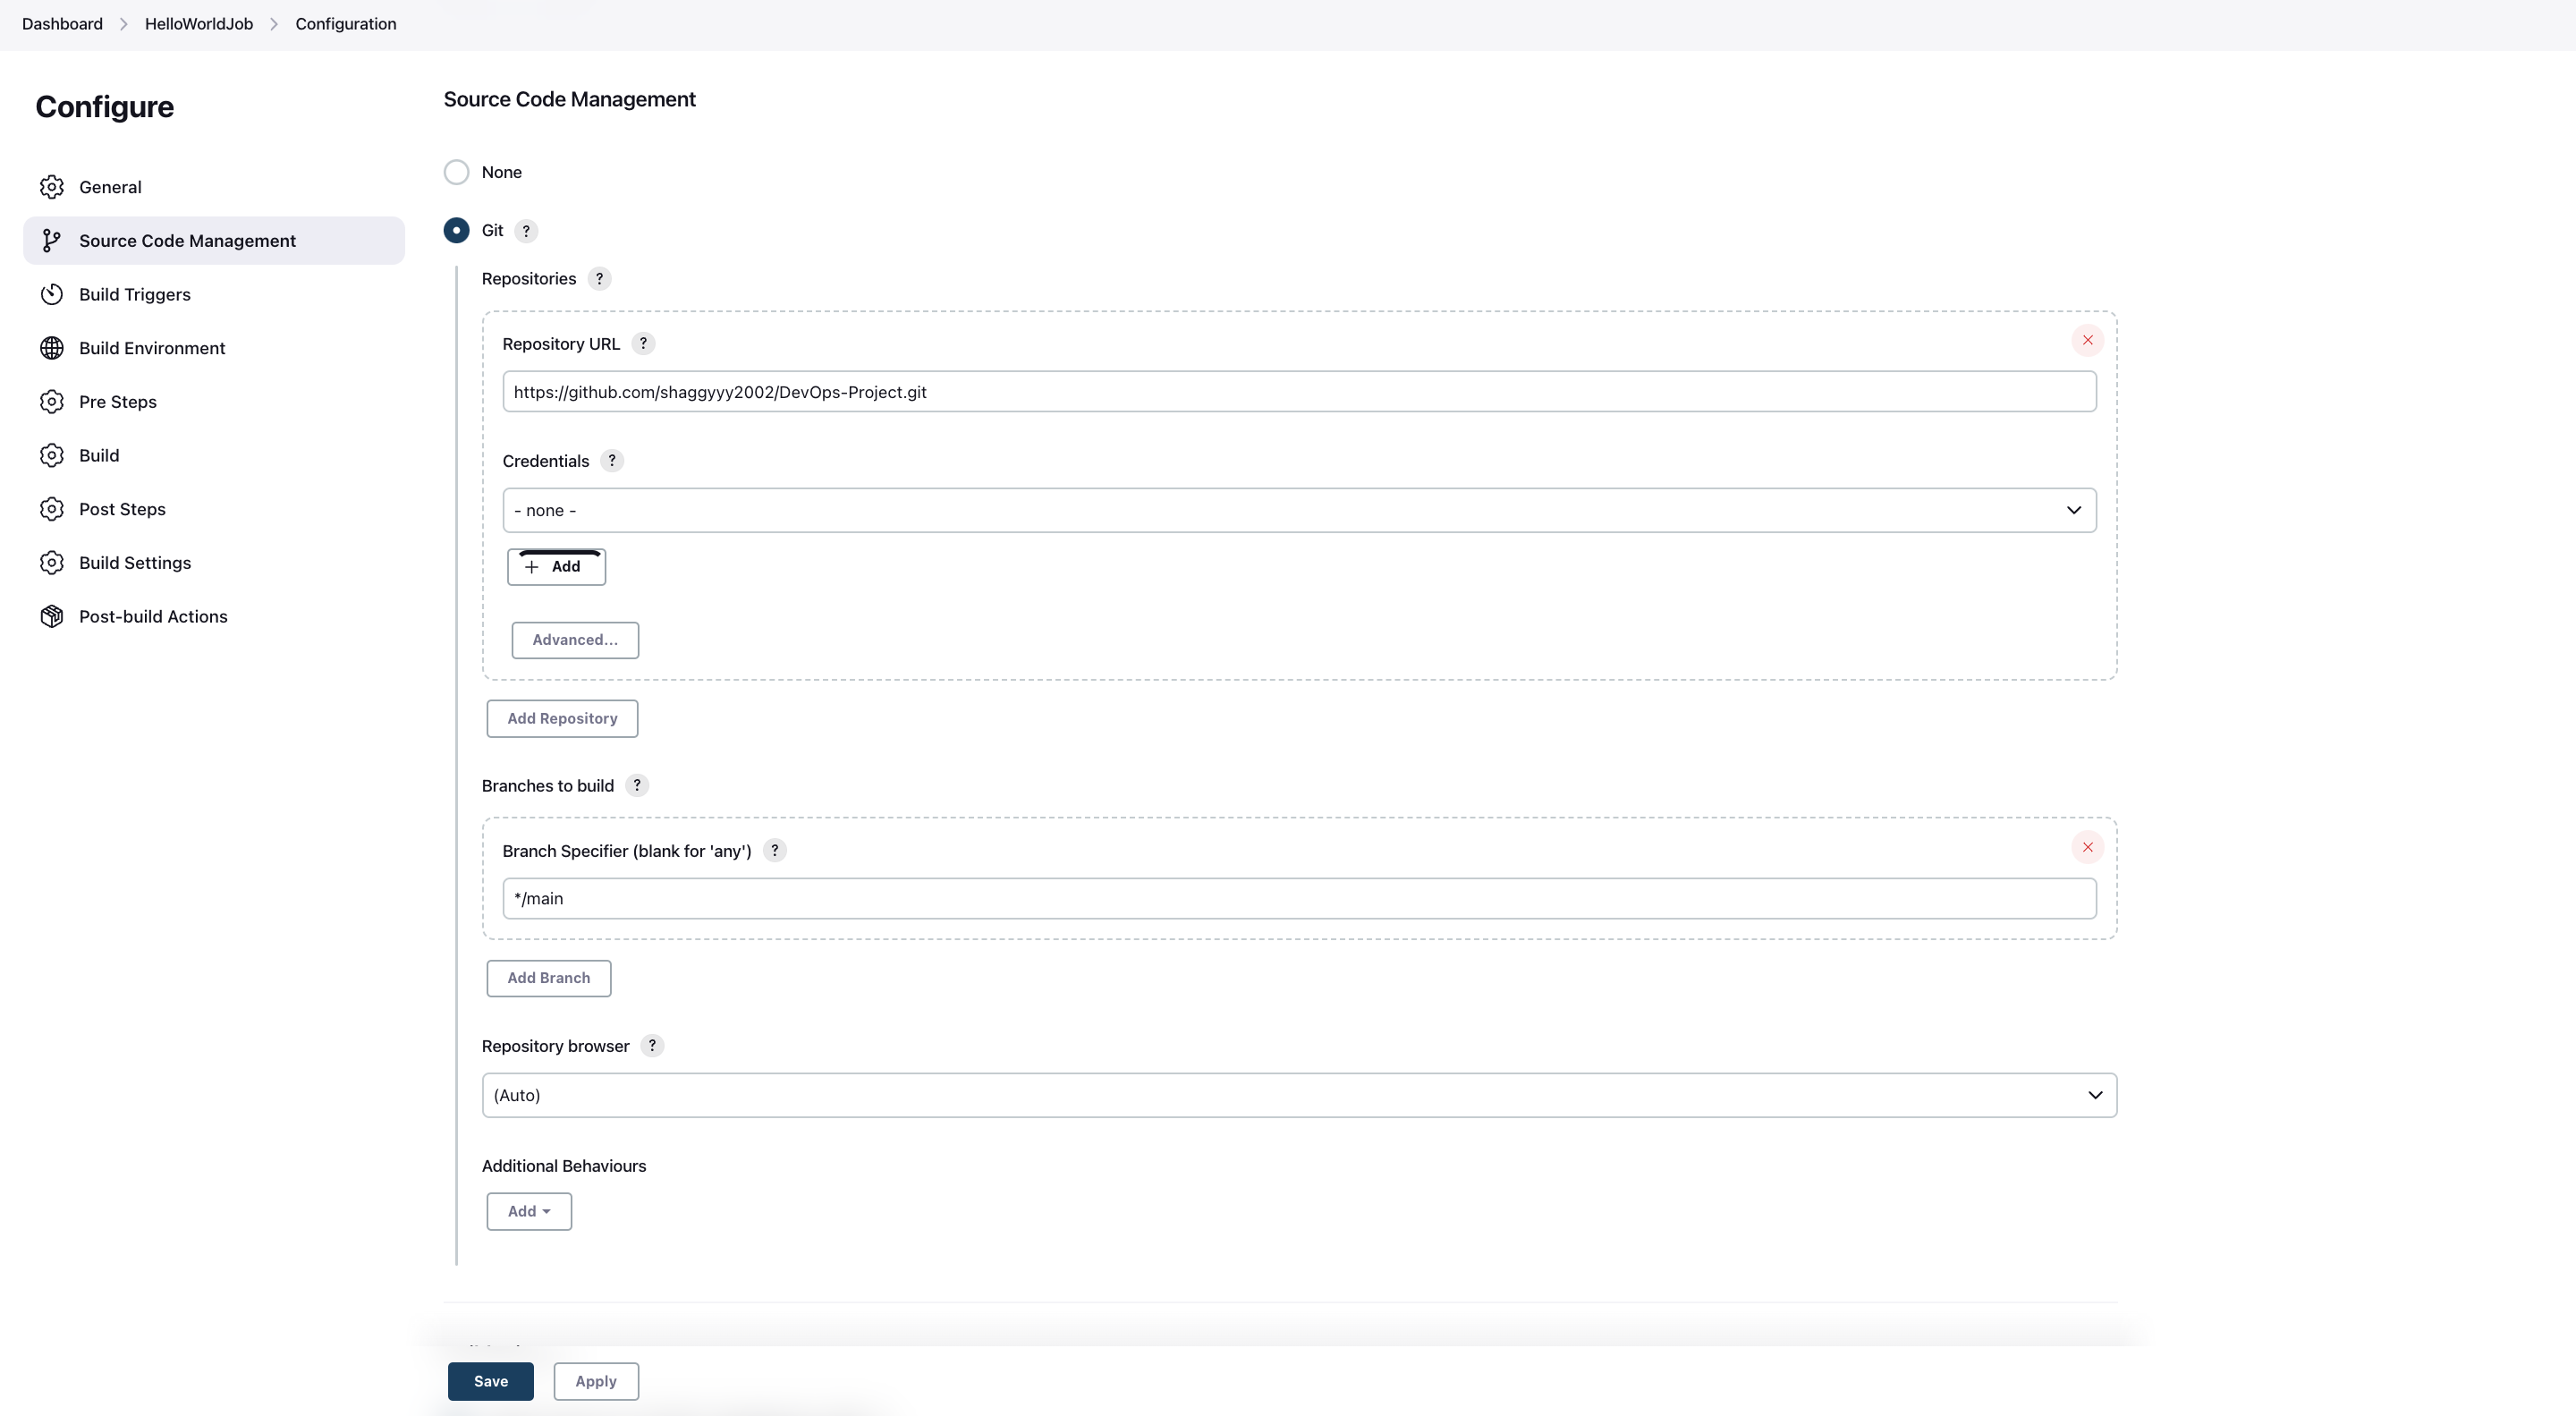 Dashboard > HelloWorldJob > Configuration
Configure
General
Source Code Management
Build Triggers
Build Environment
Pre Steps
Build
Post Steps
Build Settings
Post-build Actions
Source Code Management
None
Git ?
Repositories ?
Repository URL ?
https://github.com/shaggyyy2002/DevOps-Project.git
Credentials ?
- none -
+ Add
Advanced...
Add Repository
Branches to build ?
Branch Specifier (blank for 'any') ?
*/main
Add Branch
Repository browser ?
(Auto)
Additional Behaviours
Add
Save Apply